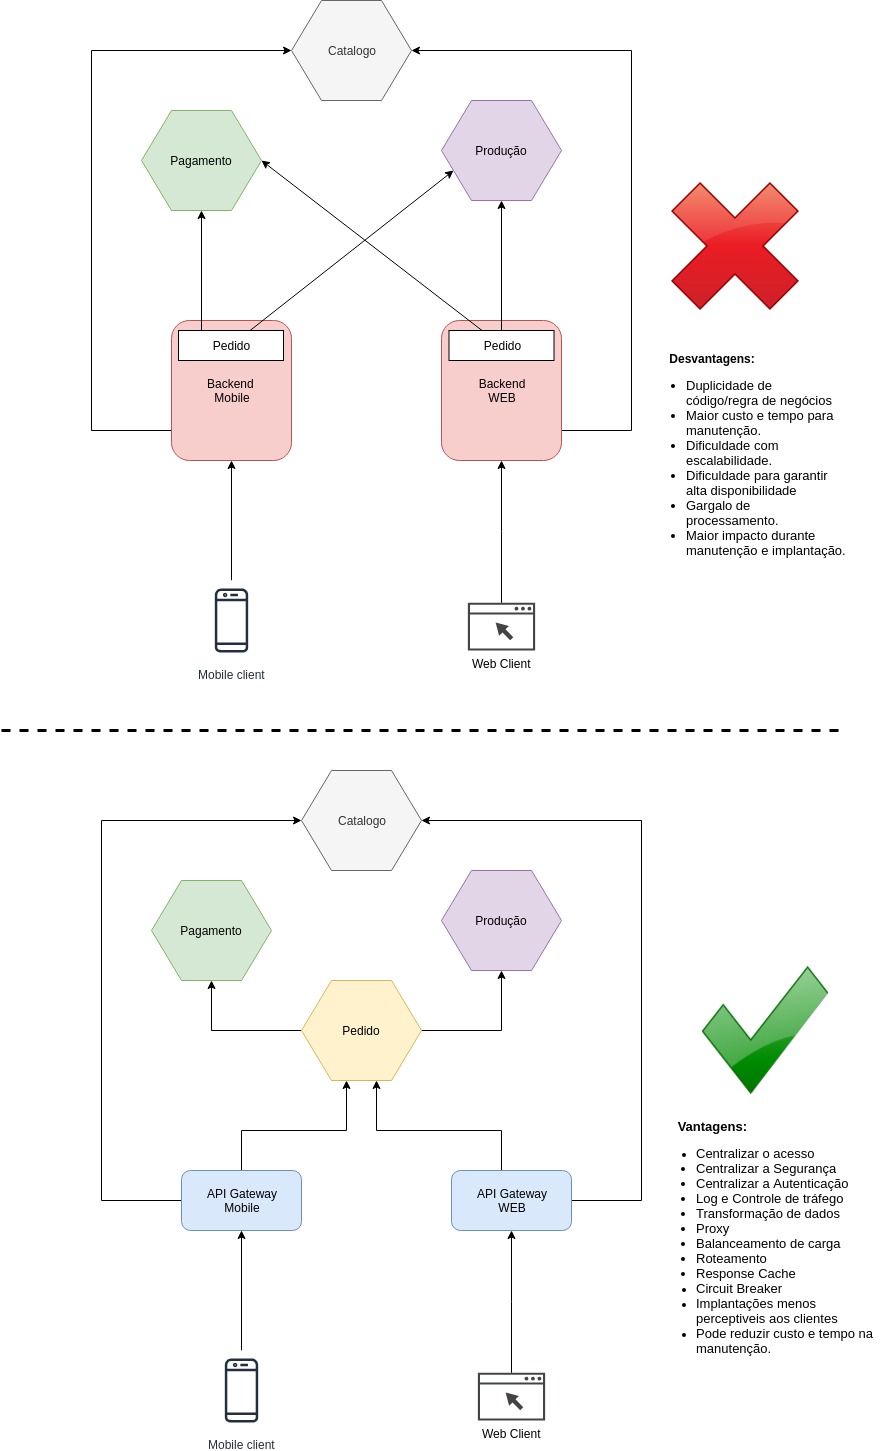 Catalogo
Pagamento
Produção
Pedido
Backend
Mobile
Pedido
Backend
WEB
Desvantagens:
Duplicidade de
código/regra de negócios
Maior custo e tempo para
manutenção.
Dificuldade com
escalabilidade.
Dificuldade para garantir
alta disponibilidade
Gargalo de
processamento.
Maior impacto durante
manutenção e implantação.
Mobile client
Web Client
Catalogo
Pagamento
Produção
Pedido
API Gateway
Mobile
API Gateway
WEB
Vantagens:
Centralizar o acesso
Centralizar a Segurança
Centralizar a Autenticação
Log e Controle de tráfego
Transformação de dados
Proxy
Balanceamento de carga
Roteamento
Response Cache
Circuit Breaker
Implantações menos
perceptiveis aos clientes
Pode reduzir custo e tempo na
manutenção.
Mobile client
Web Client